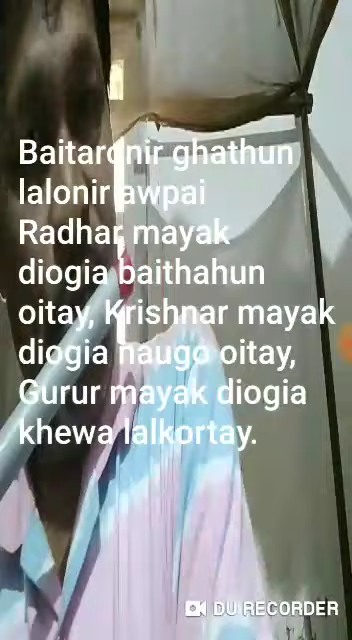 Baitaronir ghathun
lalonir awpai
Radhar mayak
diogia baithahun
oitay, Krishnar mayak
diogia naugo oitay,
Gurur mayak diogia
khewa lalkortay.
DU RECORDER